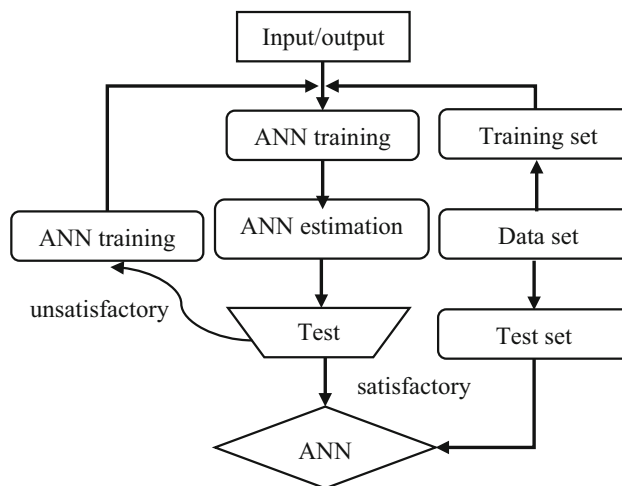 Input/output
ANN training
Training set
ANN training
ANN estimation
Data set
unsatisfactory
Test
Test set
satisfactory
ANN